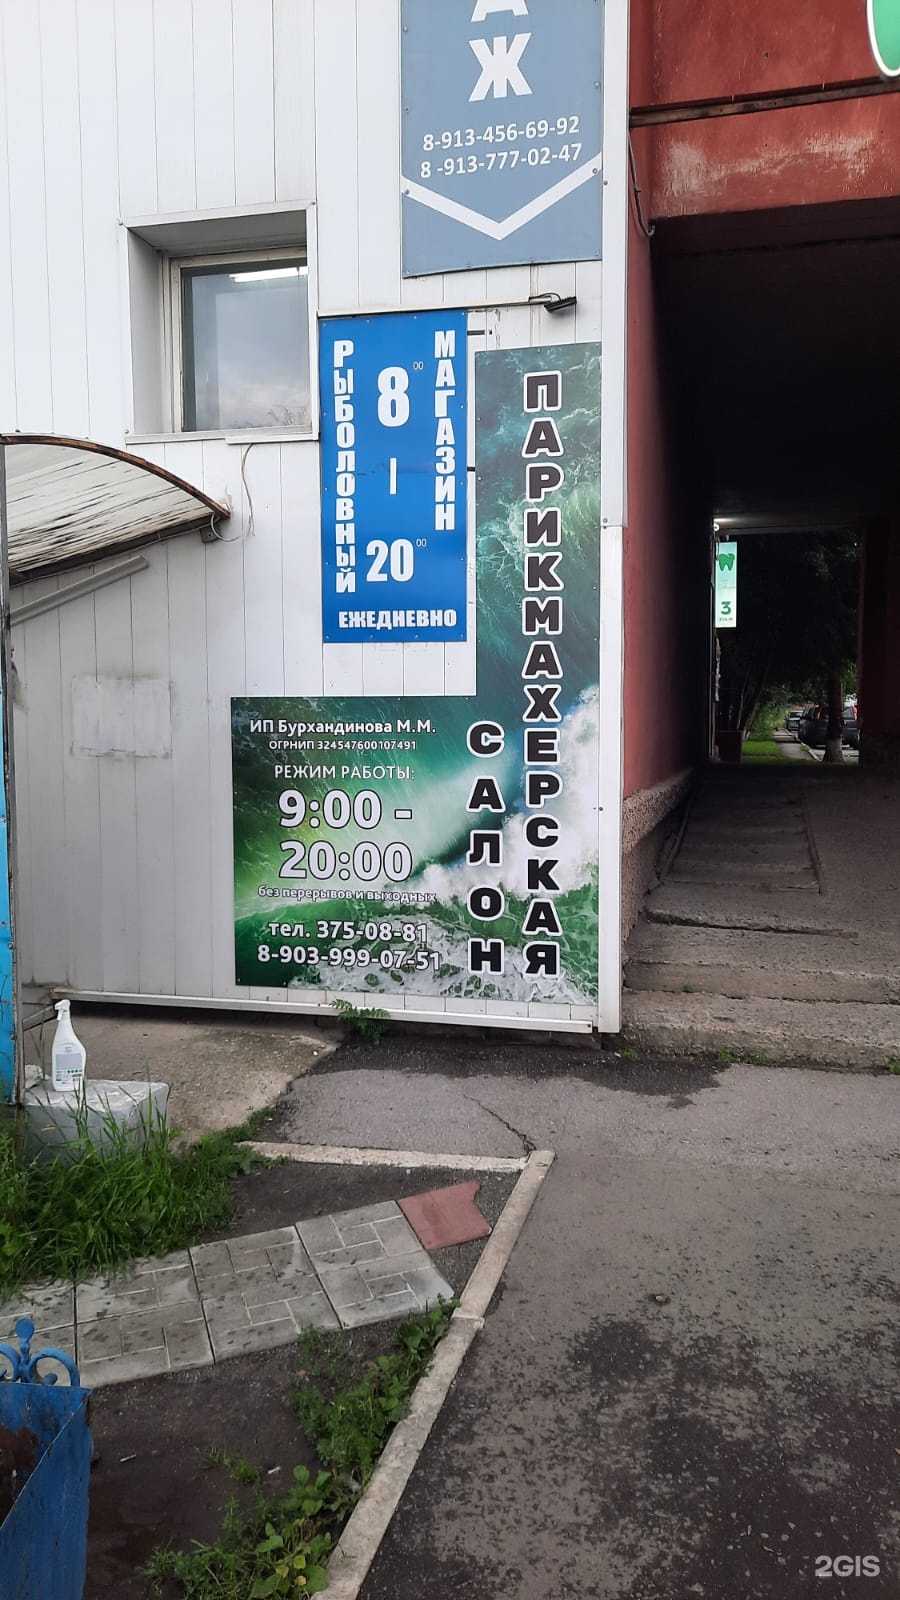 АЖ
8-913-456-69-92
8 -913-777-02-47
РЫБОЛОВНЫЙ
МАГАЗИН
8 00
-
20 00
ЕЖЕДНЕВНО
ПАРИКМАХЕРСКАЯ
САЛОН
ИП Бурхандинова М.М.
ОГРНИП 324547600107491
РЕЖИМ РАБОТЫ:
9:00 -
20:00
без перерывов и выходных
тел. 375-08-81
8-903-999-07-51
3
2GIS